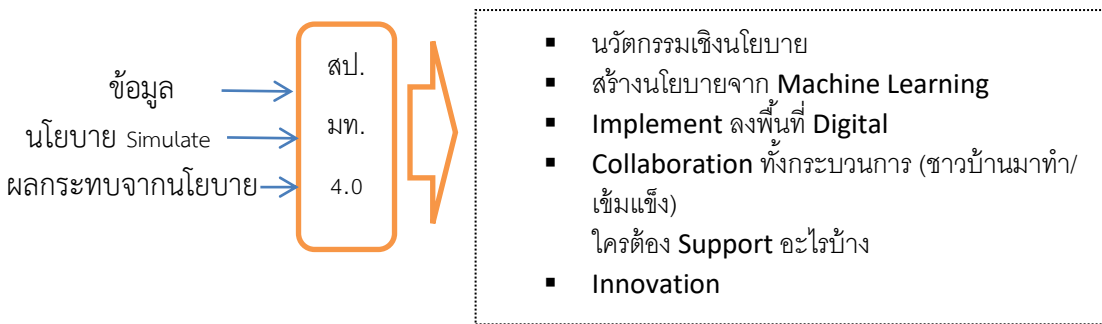 ข้อมูล
นโยบาย Simulate
ผลกระทบจากนโยบาย
สป.
มท.
4.0
▪ นวัตกรรมเชิงนโยบาย
▪ สร้างนโยบายจาก Machine Learning
▪ Implement ลงพื้นที่ Digital
▪ Collaboration ทั้งกระบวนการ (ชาวบ้านมาทำ/
เข้มแข็ง)
ใครต้อง Support อะไรบ้าง
▪ Innovation